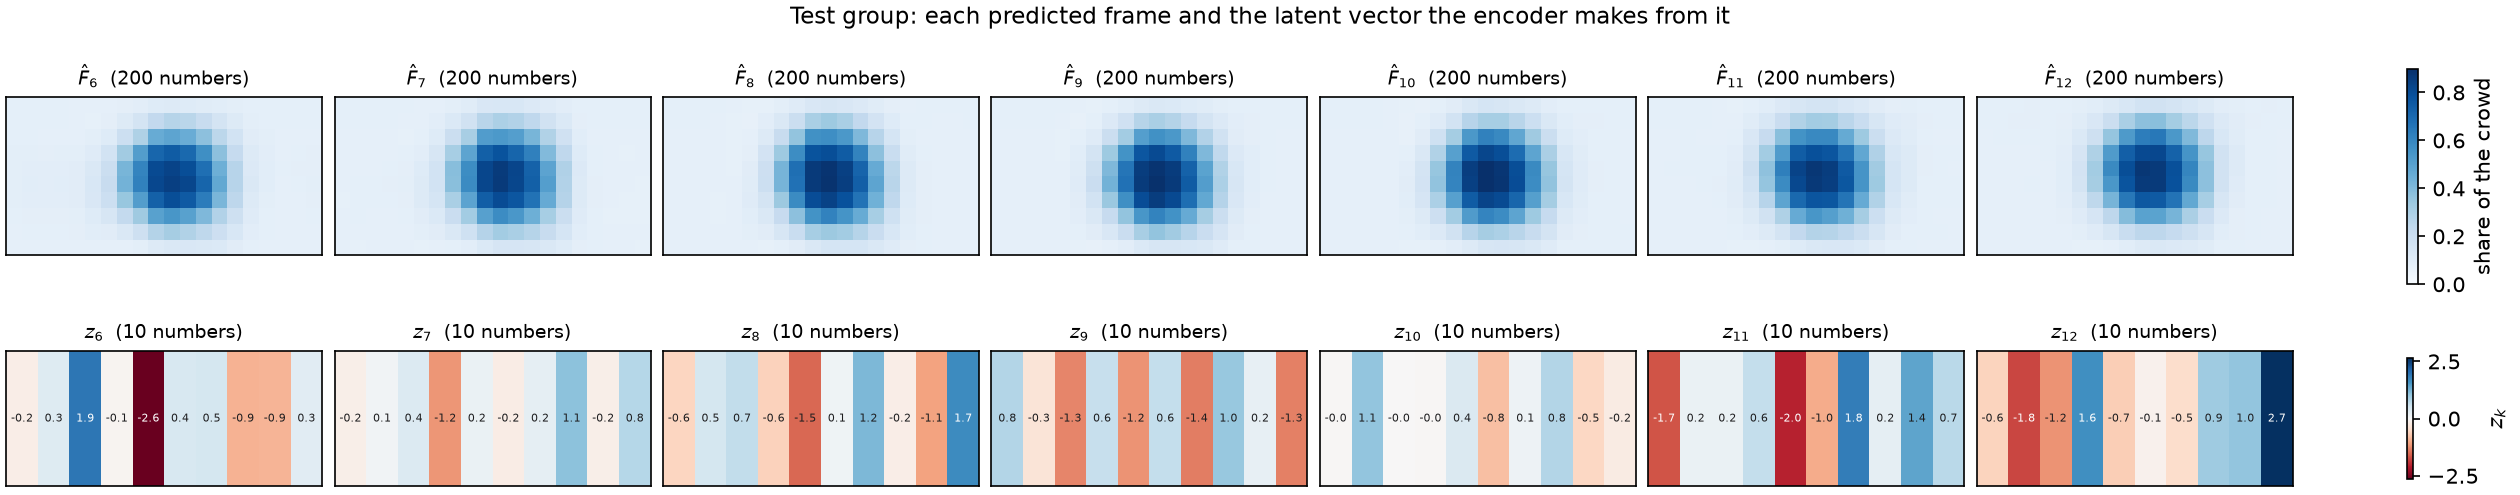 Test group: each predicted frame and the latent vector the encoder makes from it
F̂₆ (200 numbers)
F̂₇ (200 numbers)
F̂₈ (200 numbers)
F̂₉ (200 numbers)
F̂₁₀ (200 numbers)
F̂₁₁ (200 numbers)
F̂₁₂ (200 numbers)
0.8
0.6
0.4
0.2
0.0
share of the crowd
z₆ (10 numbers)
z₇ (10 numbers)
z₈ (10 numbers)
z₉ (10 numbers)
z₁₀ (10 numbers)
z₁₁ (10 numbers)
z₁₂ (10 numbers)
-0.2 0.3 1.9 -0.1 -2.6 0.4 0.5 -0.9 -0.9 0.3
-0.2 0.1 0.4 -1.2 0.2 -0.2 0.2 1.1 -0.2 0.8
-0.6 0.5 0.7 -0.6 -1.5 0.1 1.2 -0.2 -1.1 1.7
0.8 -0.3 -1.3 0.6 -1.2 0.6 -1.4 1.0 0.2 -1.3
-0.0 1.1 -0.0 -0.0 0.4 -0.8 0.1 0.8 -0.5 -0.2
-1.7 0.2 0.2 0.6 -2.0 -1.0 1.8 0.2 1.4 0.7
-0.6 -1.8 -1.2 1.6 -0.7 -0.1 -0.5 0.9 1.0 2.7
2.5
0.0
−2.5
zₖ